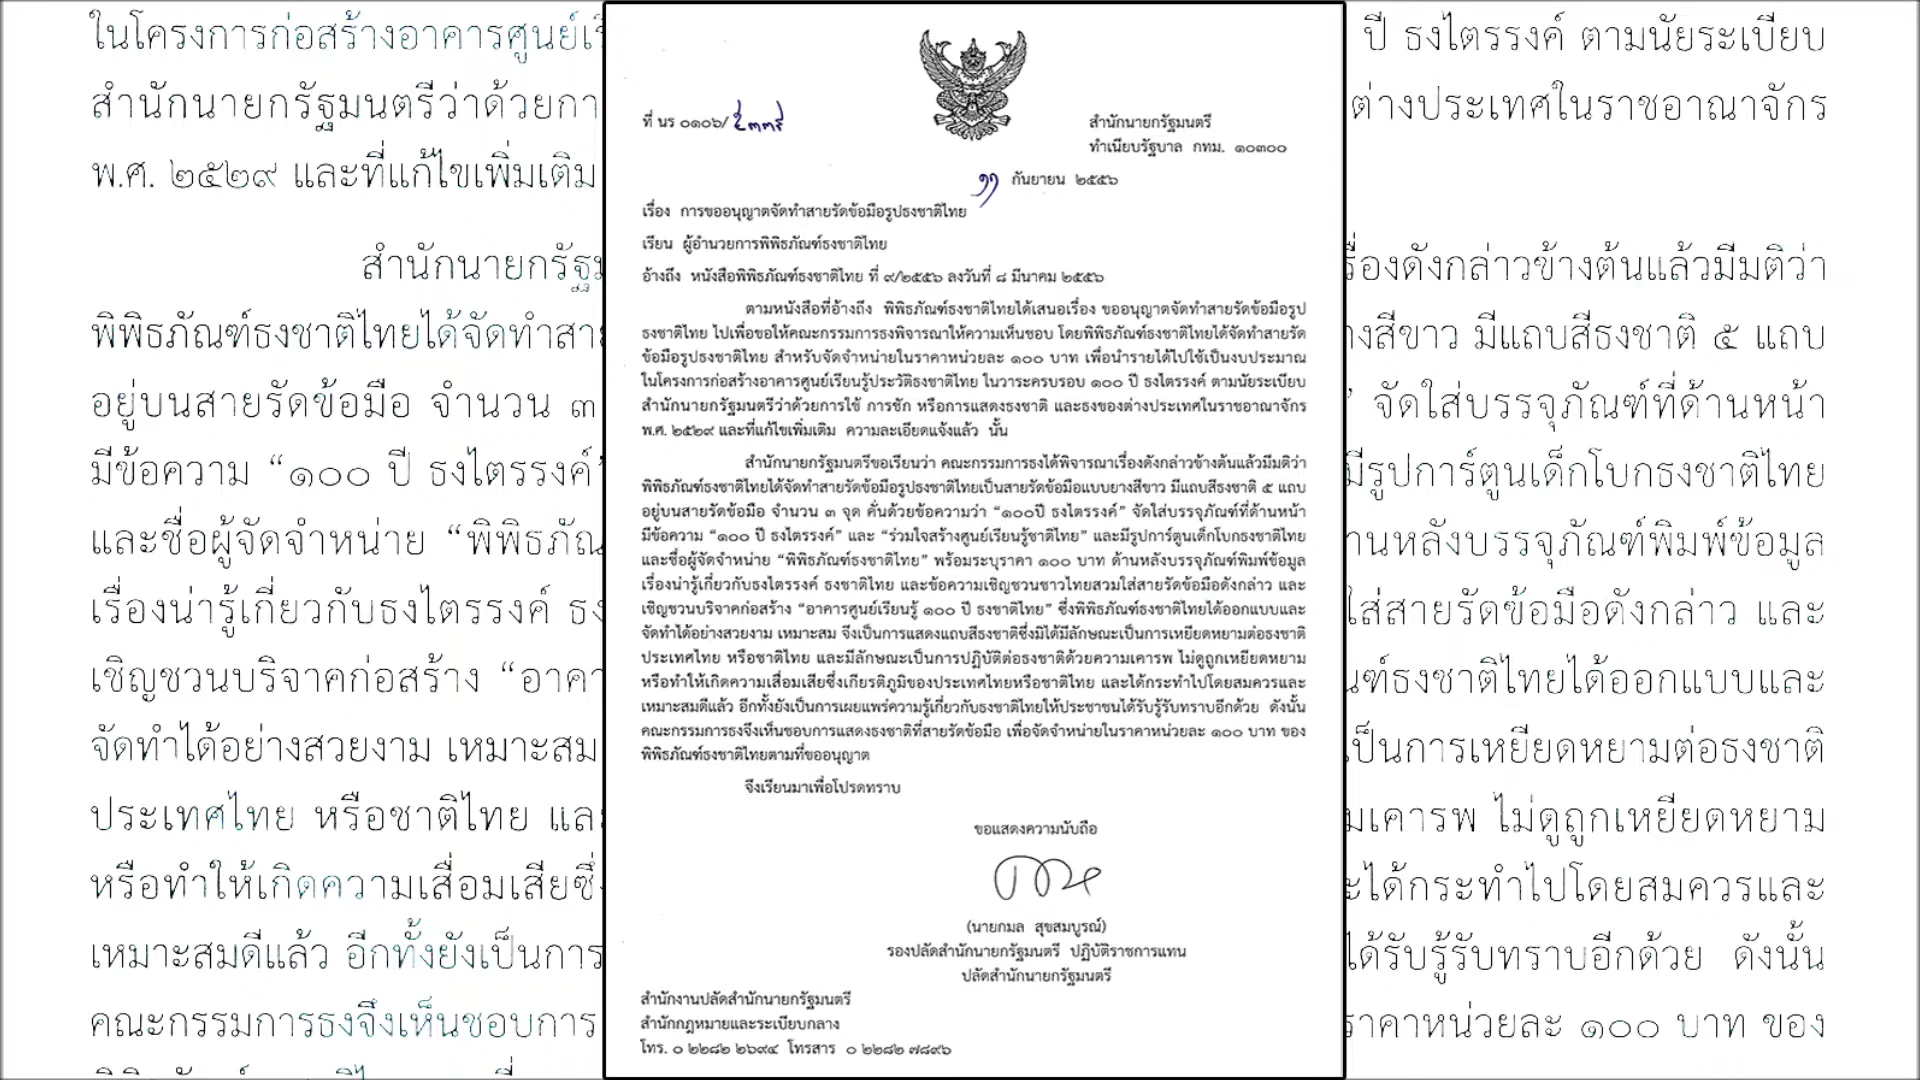 ที่ นร ๐๑๐๖/
สำนักนายกรัฐมนตรี
ทำเนียบรัฐบาล กทม. ๑๐๓๐๐
๑๑ กันยายน ๒๕๕๖
เรื่อง การขออนุญาตจัดทำสายรัดข้อมือรูปธงชาติไทย
เรียน ผู้อำนวยการพิพิธภัณฑ์ธงชาติไทย
อ้างถึง หนังสือพิพิธภัณฑ์ธงชาติไทย ที่ ๙/๒๕๕๖ ลงวันที่ ๘ มีนาคม ๒๕๕๖
ตามหนังสือที่อ้างถึง พิพิธภัณฑ์ธงชาติไทยได้เสนอเรื่อง ขออนุญาตจัดทำสายรัดข้อมือรูป
ธงชาติไทย ไปเพื่อขอให้คณะกรรมการธงพิจารณาให้ความเห็นชอบ โดยพิพิธภัณฑ์ธงชาติไทยได้จัดทำสายรัด
ข้อมือรูปธงชาติไทย สำหรับจัดจำหน่ายในราคาหน่วยละ ๑๐๐ บาท เพื่อนำรายได้ไปใช้เป็นงบประมาณ
ในโครงการก่อสร้างอาคารศูนย์เรียนรู้ประวัติธงชาติไทย ในวาระครบรอบ ๑๐๐ ปี ธงไตรรงค์ ตามนัยระเบียบ
สำนักนายกรัฐมนตรีว่าด้วยการใช้ การชัก หรือการแสดงธงชาติ และธงของต่างประเทศในราชอาณาจักร
พ.ศ. ๒๕๒๙ และที่แก้ไขเพิ่มเติม ความละเอียดแจ้งแล้ว นั้น
สำนักนายกรัฐมนตรีขอเรียนว่า คณะกรรมการธงได้พิจารณาเรื่องดังกล่าวข้างต้นแล้วมีมติว่า
พิพิธภัณฑ์ธงชาติไทยได้จัดทำสายรัดข้อมือรูปธงชาติไทยเป็นสายรัดข้อมือแบบยางสีขาว มีแถบสีธงชาติ ๕ แถบ
อยู่บนสายรัดข้อมือ จำนวน ๓ จุด คั่นด้วยข้อความว่า “๑๐๐ปี ธงไตรรงค์” จัดใส่บรรจุภัณฑ์ที่ด้านหน้า
มีข้อความ “๑๐๐ ปี ธงไตรรงค์” และ “ร่วมใจสร้างศูนย์เรียนรู้ชาติไทย” และมีรูปการ์ตูนเด็กโบกธงชาติไทย
และชื่อผู้จัดจำหน่าย “พิพิธภัณฑ์ธงชาติไทย” พร้อมระบุราคา ๑๐๐ บาท ด้านหลังบรรจุภัณฑ์พิมพ์ข้อมูล
เรื่องน่ารู้เกี่ยวกับธงไตรรงค์ ธงชาติไทย และข้อความเชิญชวนชาวไทยสวมใส่สายรัดข้อมือดังกล่าว และ
เชิญชวนบริจาคก่อสร้าง “อาคารศูนย์เรียนรู้ ๑๐๐ ปี ธงชาติไทย” ซึ่งพิพิธภัณฑ์ธงชาติไทยได้ออกแบบและ
จัดทำได้อย่างสวยงาม เหมาะสม จึงเป็นการแสดงแถบสีธงชาติซึ่งมิได้มีลักษณะเป็นการเหยียดหยามต่อธงชาติ
ประเทศไทย หรือชาติไทย และมีลักษณะเป็นการปฏิบัติต่อธงชาติด้วยความเคารพ ไม่ดูถูกเหยียดหยาม
หรือทำให้เกิดความเสื่อมเสียซึ่งเกียรติภูมิของประเทศไทยหรือชาติไทย และได้กระทำไปโดยสมควรและ
เหมาะสมดีแล้ว อีกทั้งยังเป็นการเผยแพร่ความรู้เกี่ยวกับธงชาติไทยให้ประชาชนได้รับรู้รับทราบอีกด้วย ดังนั้น
คณะกรรมการธงจึงเห็นชอบการแสดงธงชาติที่สายรัดข้อมือ เพื่อจัดจำหน่ายในราคาหน่วยละ ๑๐๐ บาท ของ
พิพิธภัณฑ์ธงชาติไทยตามที่ขออนุญาต
จึงเรียนมาเพื่อโปรดทราบ
ขอแสดงความนับถือ
(นายกมล สุขสมบูรณ์)
รองปลัดสำนักนายกรัฐมนตรี ปฏิบัติราชการแทน
ปลัดสำนักนายกรัฐมนตรี
สำนักงานปลัดสำนักนายกรัฐมนตรี
สำนักกฎหมายและระเบียบกลาง
โทร. ๐ ๒๒๘๒ ๒๖๙๔ โทรสาร ๐ ๒๒๘๒ ๗๘๙๖